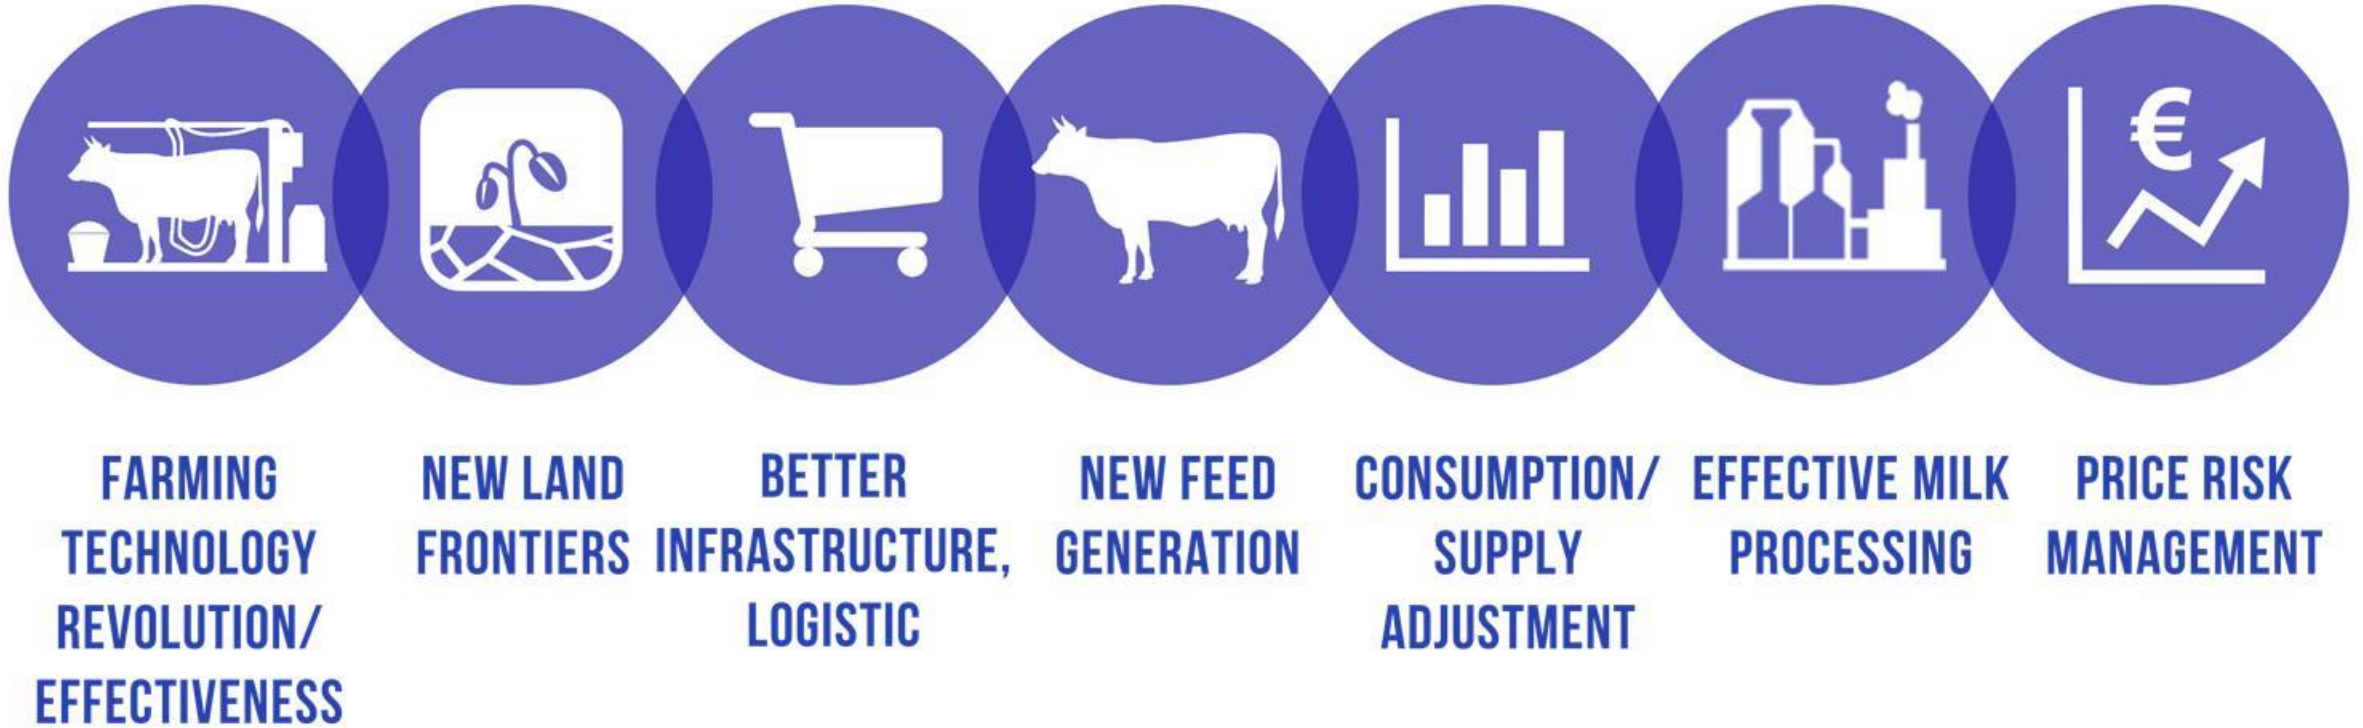 €
FARMING
TECHNOLOGY
REVOLUTION/
EFFECTIVENESS
NEW LAND
FRONTIERS
BETTER
INFRASTRUCTURE,
LOGISTIC
NEW FEED
GENERATION
CONSUMPTION/
SUPPLY
ADJUSTMENT
EFFECTIVE MILK
PROCESSING
PRICE RISK
MANAGEMENT